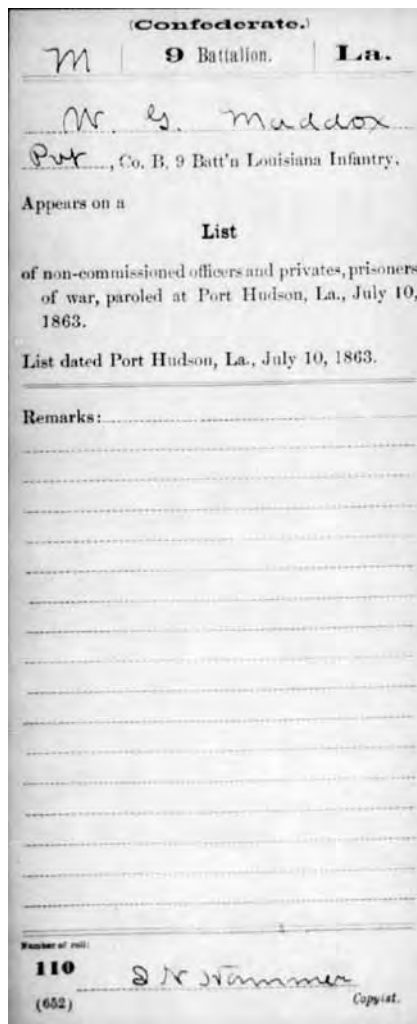 (Confederate.)
M | 9 Battalion. | La.
W. G. Maddox
Pvt, Co. B, 9 Batt'n Louisiana Infantry.
Appears on a
List
of non-commissioned officers and privates, prisoners
of war, paroled at Port Hudson, La., July 10,
1863.
List dated Port Hudson, La., July 10, 1863.
Remarks:
Number of roll:
110
S N Hammer
(652)
Copyist.